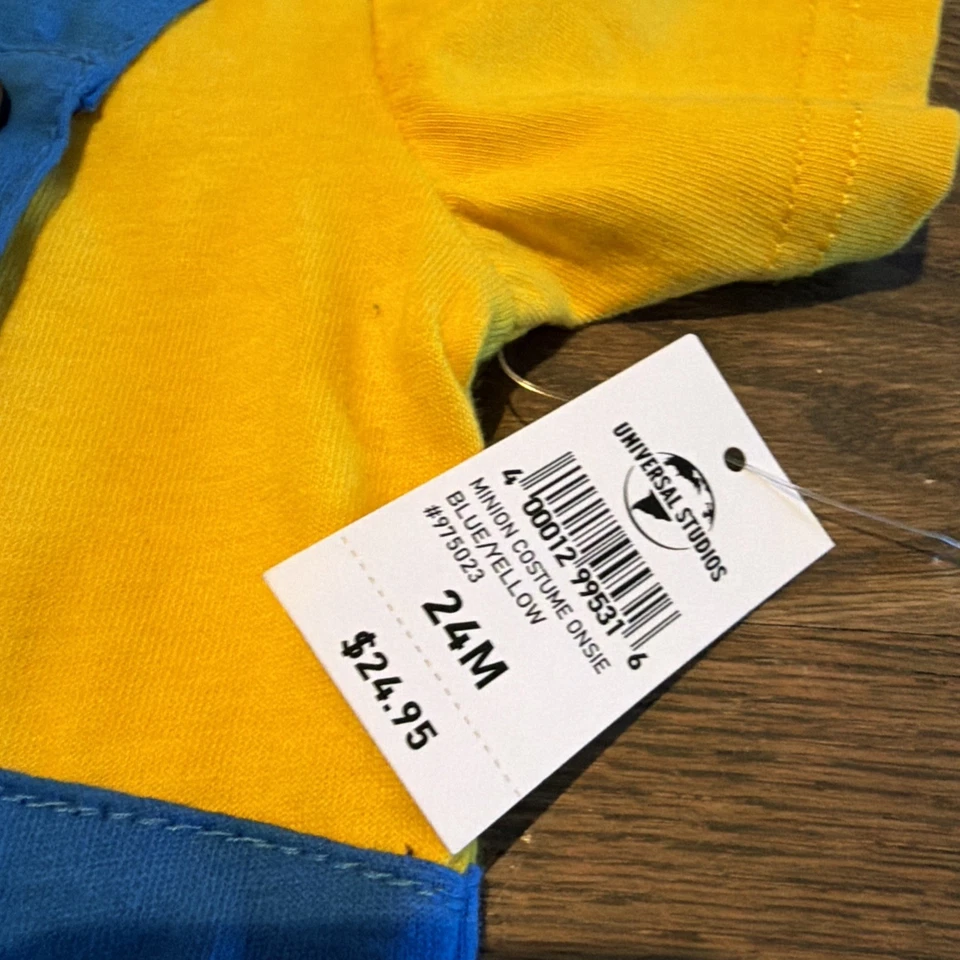 UNIVERSAL STUDIOS
4 00012 99531 6
MINION COSTUME ONSIE
BLUE/YELLOW
#975023
24M
$24.95